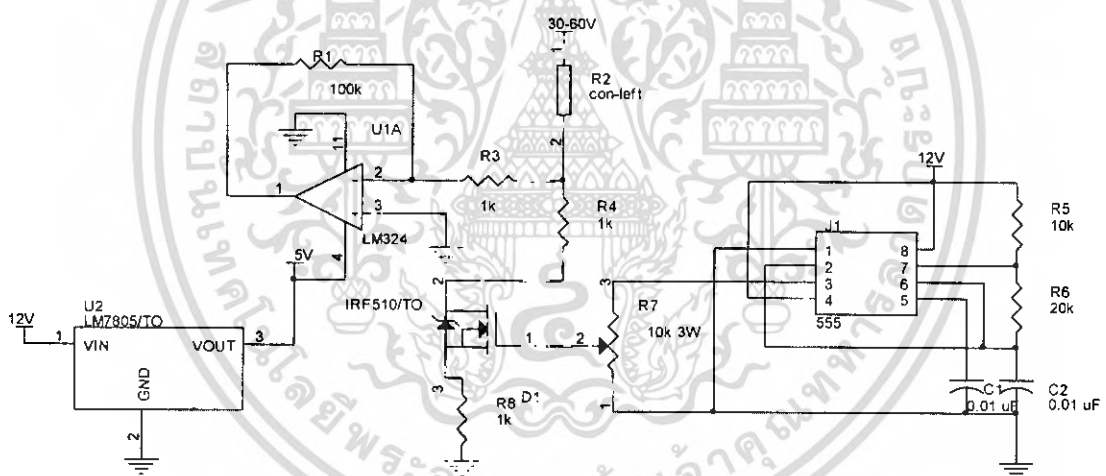 30-60V
1
R2
con-left
2
R1
100k
U1A
11
1
2
3
4
LM324
R3
1k
R4
1k
5V
12V
U2
LM7805/TO
1
VIN
VOUT
3
GND
2
IRF510/TO
2
1
3
D1
R8
1k
2
3
R7
10k 3W
1
12V
J1
1
2
3
4
8
7
6
5
555
R5
10k
R6
20k
C1
0.01 uF
C2
0.01 uF